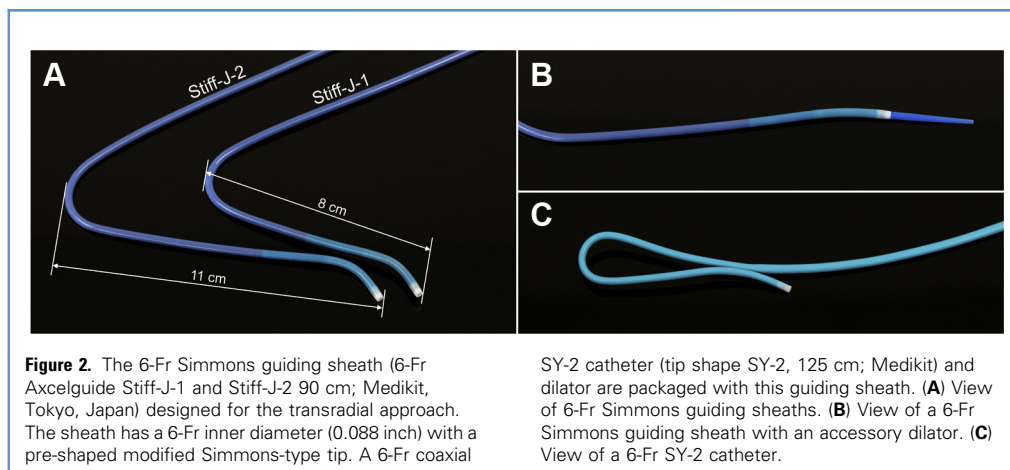 A
Stiff-J-2
Stiff-J-1
8 cm
11 cm
B
C
Figure 2. The 6-Fr Simmons guiding sheath (6-Fr
Axcelguide Stiff-J-1 and Stiff-J-2 90 cm; Medikit,
Tokyo, Japan) designed for the transradial approach.
The sheath has a 6-Fr inner diameter (0.088 inch) with a
pre-shaped modified Simmons-type tip. A 6-Fr coaxial
SY-2 catheter (tip shape SY-2, 125 cm; Medikit) and
dilator are packaged with this guiding sheath. (A) View
of 6-Fr Simmons guiding sheaths. (B) View of a 6-Fr
Simmons guiding sheath with an accessory dilator. (C)
View of a 6-Fr SY-2 catheter.